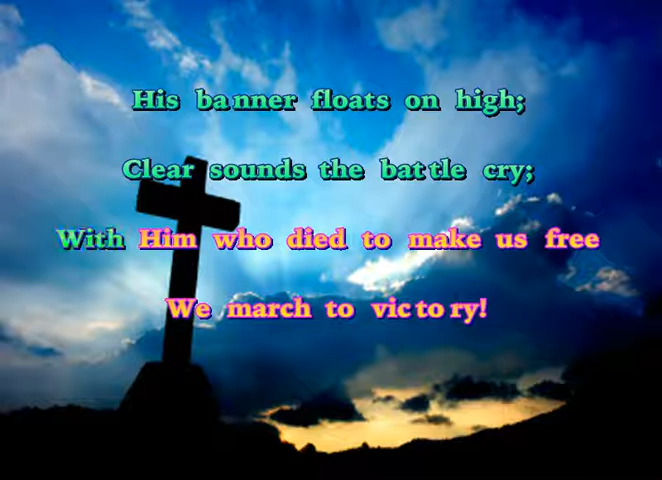 His banner floats on high;
Clear sounds the battle cry;
With Him who died to make us free
We march to victory!